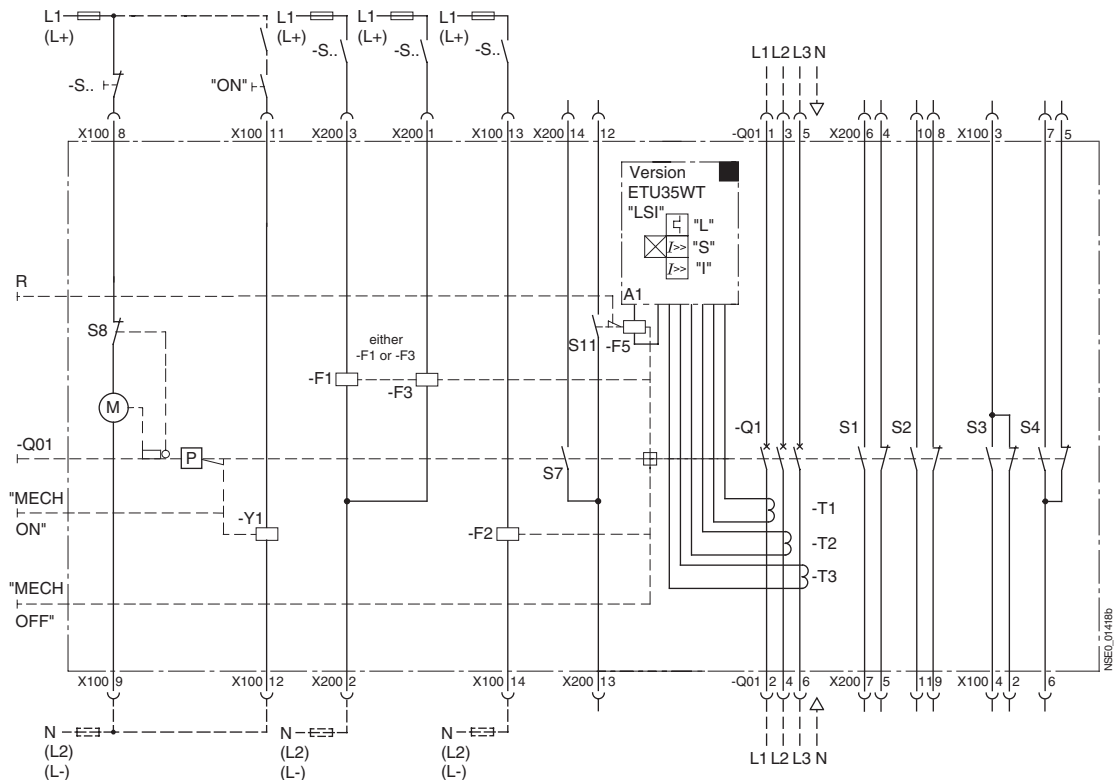 L1 L1 L1 L1
(L+) (L+) (L+) (L+)
-S.. -S.. -S..
L1 L2 L3 N
-S.. "ON"
X100 8 X100 11 X200 3 X200 1 X100 13 X200 14 12 -Q01 1 3 5 X200 6 4 10 8 X100 3 7 5
Version
ETU35WT
"LSI"
"L"
I>> "S"
I>> "I"
R
A1
S8
either
-F1 or -F3
S11 -F5
-F1 -F3
M
-Q1 S1 S2 S3 S4
-Q01
P
S7
"MECH
ON"
-T1
-Y1 -F2
-T2
-T3
"MECH
OFF"
NSE0_01418b
X100 9 X100 12 X200 2 X100 14 X200 13 -Q01 2 4 6 X200 7 5 11 9 X100 4 2 6
N N N
(L2) (L2) (L2)
(L-) (L-) (L-)
L1 L2 L3 N